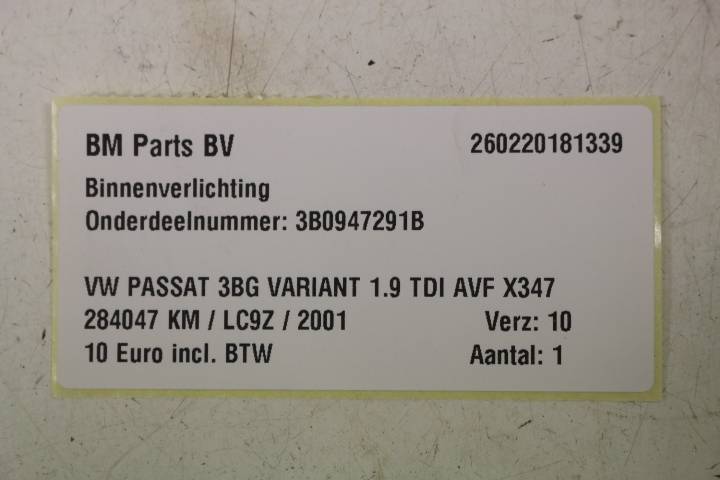 BM Parts BV 260220181339
Binnenverlichting
Onderdeelnummer: 3B0947291B
VW PASSAT 3BG VARIANT 1.9 TDI AVF X347
284047 KM / LC9Z / 2001 Verz: 10
10 Euro incl. BTW Aantal: 1